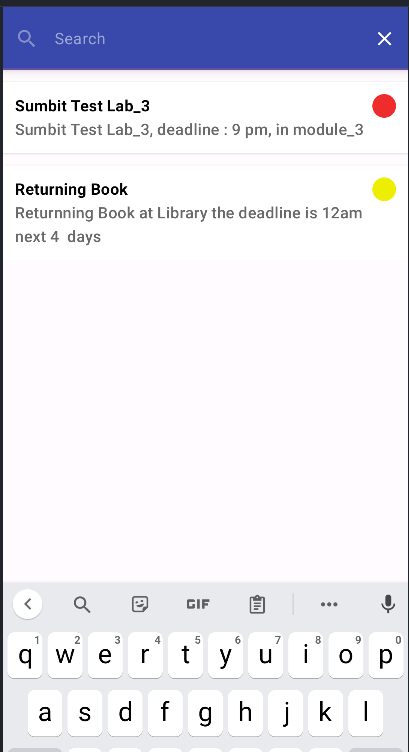 Search
Sumbit Test Lab_3
Sumbit Test Lab_3, deadline : 9 pm, in module_3
Returning Book
Returnning Book at Library the deadline is 12am
next 4  days
GIF
1 2 3 4 5 6 7 8 9 0
q w e r t y u i o p
a s d f g h j k l